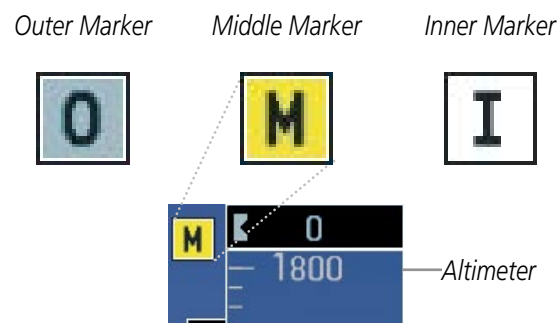 Outer Marker Middle Marker Inner Marker
O M I
M 0
1800 Altimeter